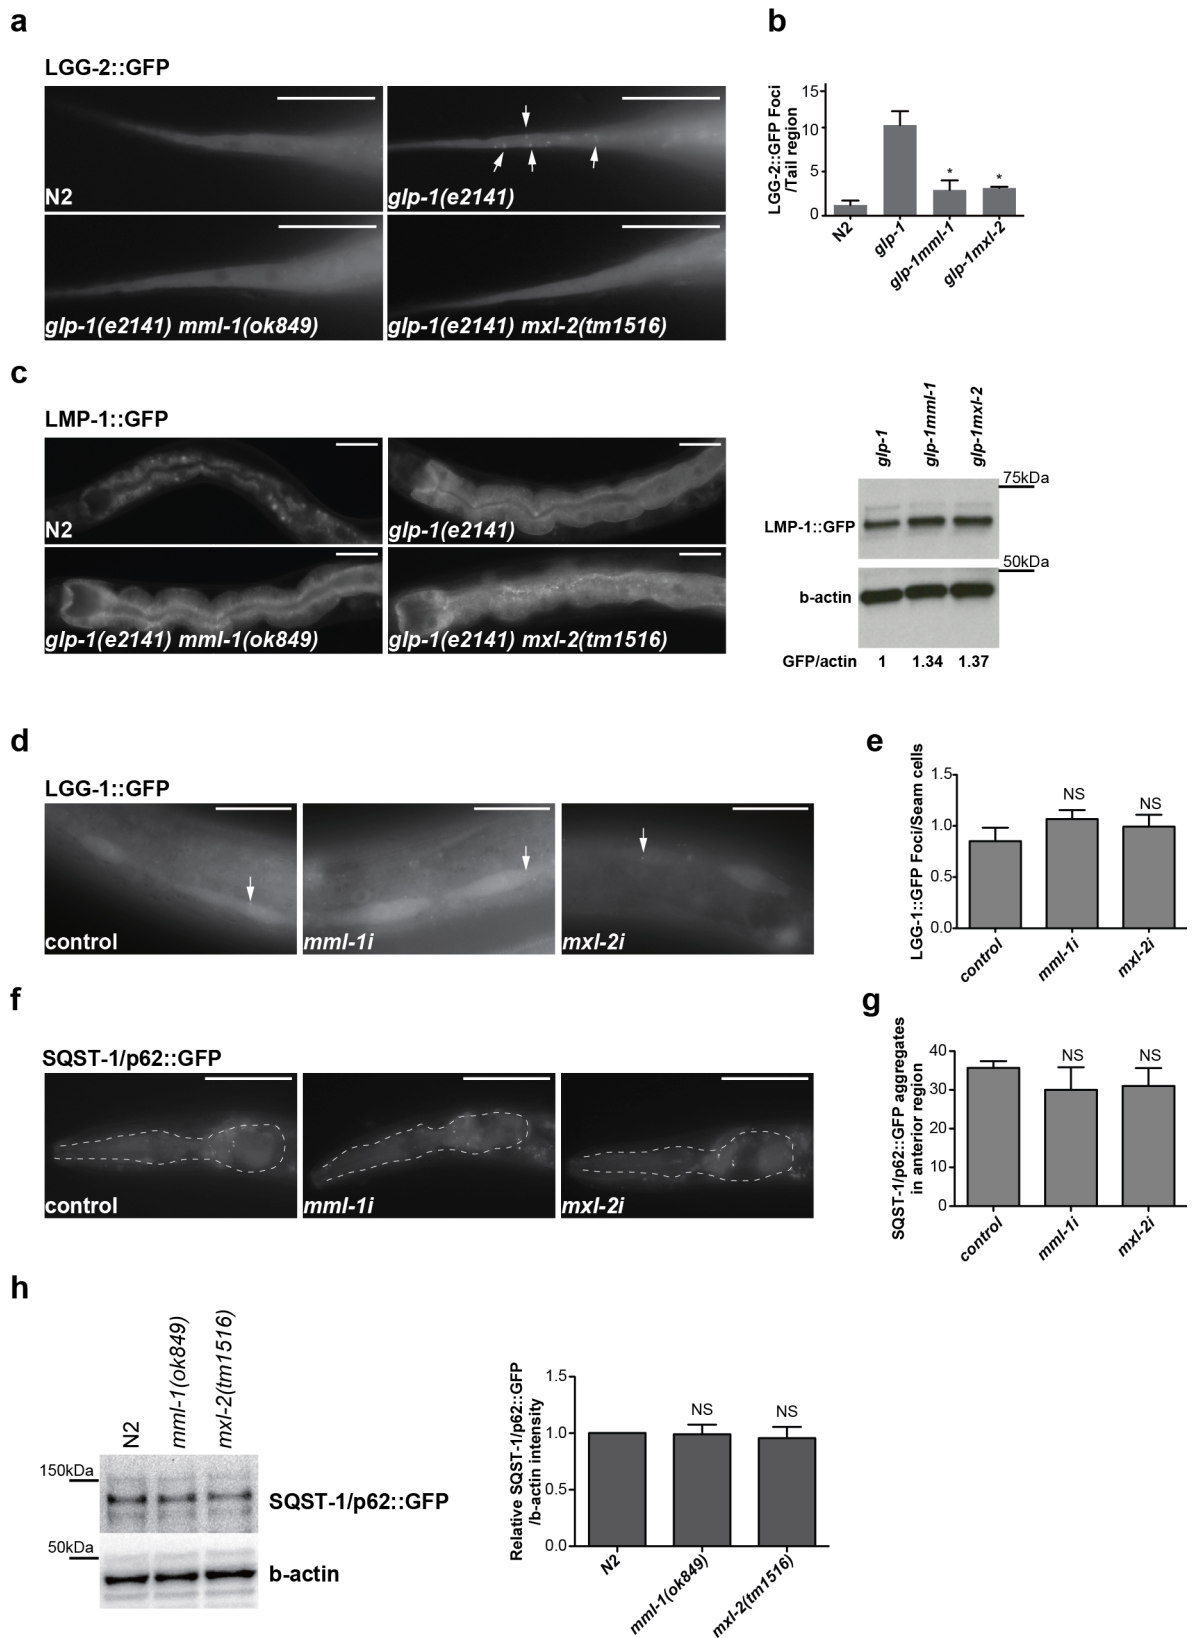 a
LGG-2::GFP
N2
glp-1(e2141)
glp-1(e2141) mml-1(ok849)
glp-1(e2141) mxl-2(tm1516)
b
LGG-2::GFP Foci
/Tail region
15
10
5
0
N2
glp-1
glp-1mml-1
glp-1mxl-2
*
*
c
LMP-1::GFP
N2
glp-1(e2141)
glp-1(e2141) mml-1(ok849)
glp-1(e2141) mxl-2(tm1516)
glp-1
glp-1mml-1
glp-1mxl-2
75kDa
LMP-1::GFP
50kDa
b-actin
GFP/actin 1 1.34 1.37
d
LGG-1::GFP
control
mml-1i
mxl-2i
e
LGG-1::GFP Foci/Seam cells
1.5
1.0
0.5
0.0
NS
NS
control
mml-1i
mxl-2i
f
SQST-1/p62::GFP
control
mml-1i
mxl-2i
g
SQST-1/p62::GFP aggregates
in anterior region
40
30
20
10
0
NS
NS
control
mml-1i
mxl-2i
h
N2
mml-1(ok849)
mxl-2(tm1516)
150kDa
SQST-1/p62::GFP
50kDa
b-actin
Relative SQST-1/p62::GFP
/b-actin intensity
1.5
1.0
0.5
0.0
NS
NS
N2
mml-1(ok849)
mxl-2(tm1516)